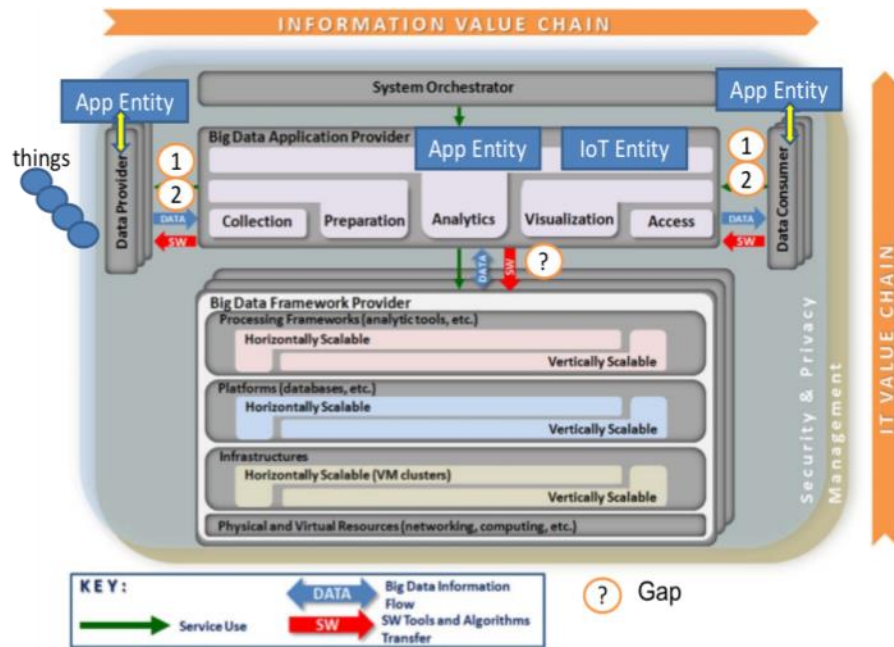 INFORMATION VALUE CHAIN
System Orchestrator
App Entity
App Entity
things
Data Provider
1
2
DATA
SW
Big Data Application Provider
App Entity
IoT Entity
Collection
Preparation
Analytics
Visualization
Access
1
2
DATA
SW
Data Consumer
DATA
SW
?
Big Data Framework Provider
Processing Frameworks (analytic tools, etc.)
Horizontally Scalable
Vertically Scalable
Platforms (databases, etc.)
Horizontally Scalable
Vertically Scalable
Infrastructures
Horizontally Scalable (VM clusters)
Vertically Scalable
Physical and Virtual Resources (networking, computing, etc.)
Security & Privacy
Management
IT VALUE CHAIN
KEY:
Service Use
DATA
Big Data Information
Flow
SW
SW Tools and Algorithms
Transfer
?
Gap